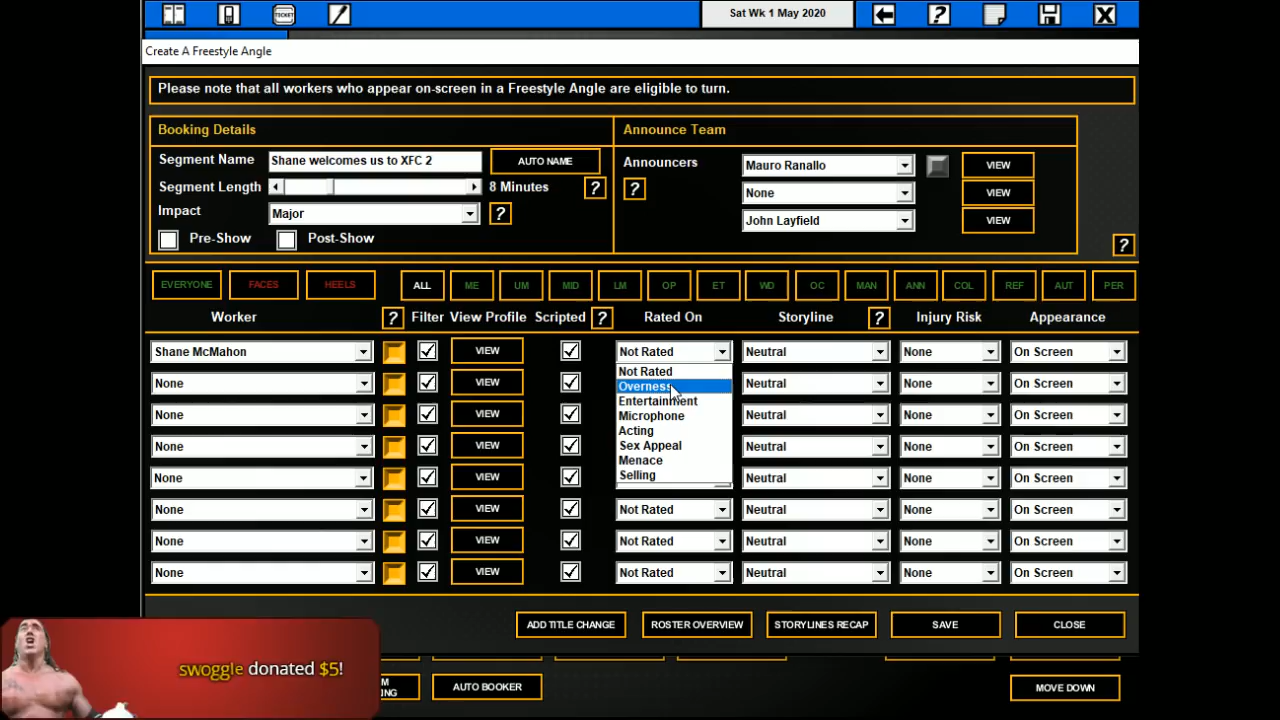 TICKET
Sat Wk 1 May 2020
?
X
Create A Freestyle Angle
Please note that all workers who appear on-screen in a Freestyle Angle are eligible to turn.
Booking Details
Segment Name Shane welcomes us to XFC 2 AUTO NAME
Segment Length 8 Minutes ?
Impact Major ?
Pre-Show Post-Show
Announce Team
Announcers Mauro Ranallo VIEW
? None VIEW
John Layfield VIEW
?
EVERYONE FACES HEELS ALL ME UM MID LM OP ET WD OC MAN ANN COL REF AUT PER
Worker ? Filter View Profile Scripted ? Rated On Storyline ? Injury Risk Appearance
Shane McMahon VIEW Not Rated Neutral None On Screen
None VIEW Neutral None On Screen
None VIEW Neutral None On Screen
None VIEW Neutral None On Screen
None VIEW Neutral None On Screen
None VIEW Not Rated Neutral None On Screen
None VIEW Not Rated Neutral None On Screen
None VIEW Not Rated Neutral None On Screen
Not Rated
Overness
Entertainment
Microphone
Acting
Sex Appeal
Menace
Selling
ADD TITLE CHANGE ROSTER OVERVIEW STORYLINES RECAP SAVE CLOSE
swoggle donated $5!
AUTO BOOKER MOVE DOWN